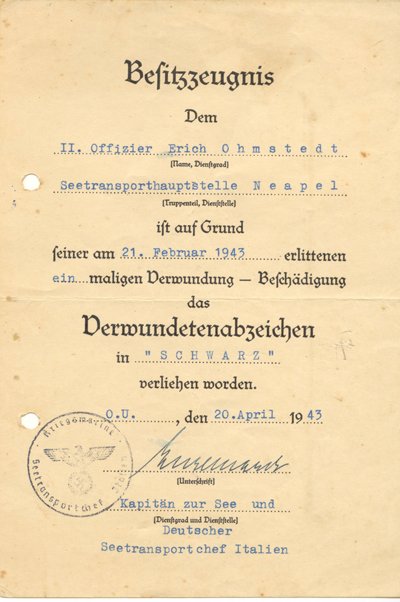 Besitzzeugnis
Dem
II. Offizier Erich Ohmstedt
(Name, Dienstgrad)
Seetransporthauptstelle Neapel
(Truppenteil, Dienststelle)
ist auf Grund
seiner am 21. Februar 1943 erlittenen
ein maligen Verwundung – Beschädigung
das
Verwundetenabzeichen
in "SCHWARZ"
verliehen worden.
O.U. , den 20.April 1943
Kriegsmarine
Seetransportchef
(Unterschrift)
Kapitän zur See und
(Dienstgrad und Dienststelle)
Deutscher
Seetransportchef Italien